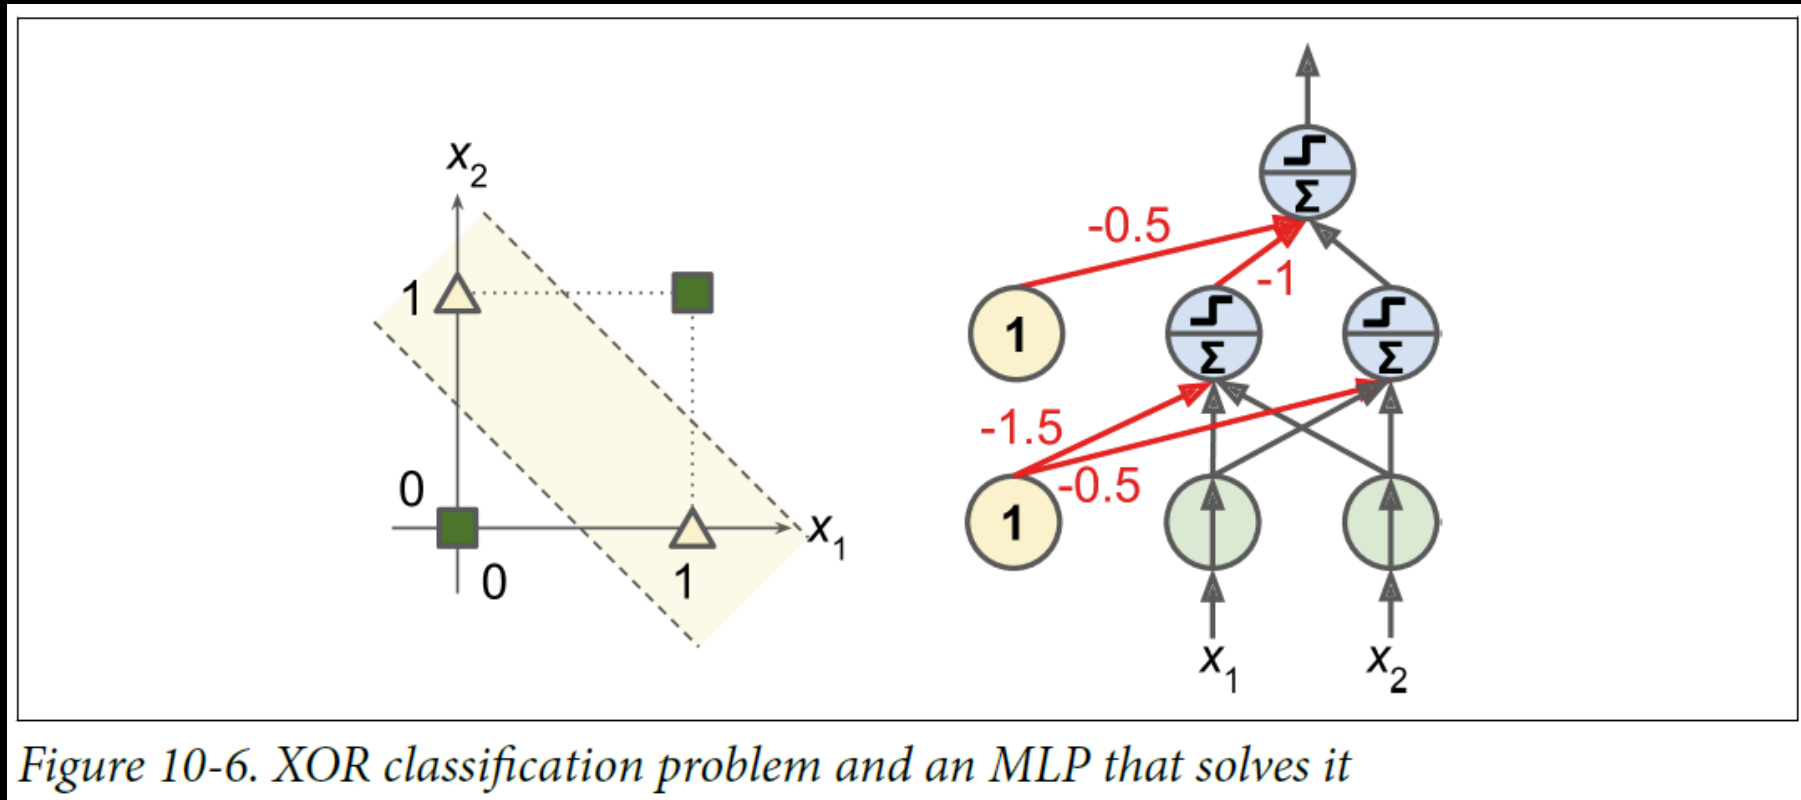 x2
1
0
0
1
x1
Σ
-0.5
-1
1
Σ
Σ
-1.5
-0.5
1
x1
x2
Figure 10-6. XOR classification problem and an MLP that solves it